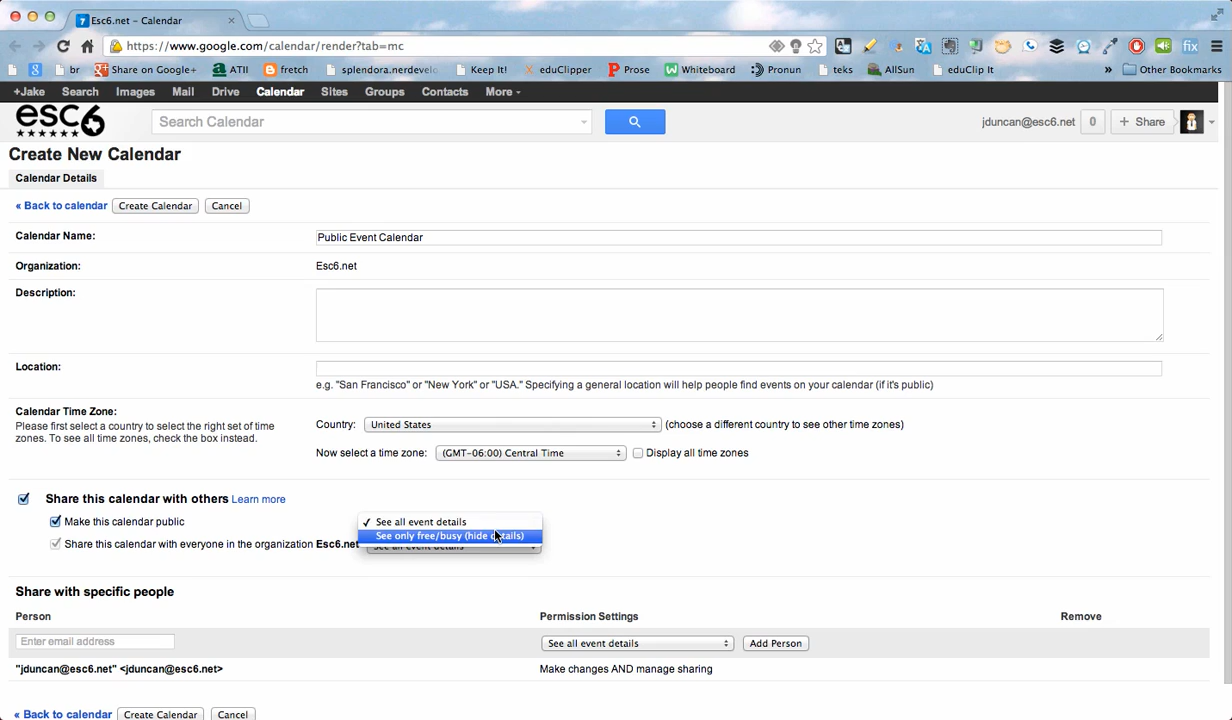 Esc6.net – Calendar
https://www.google.com/calendar/render?tab=mc
br Share on Google+ ATII fretch splendora.nerdevelo Keep It! eduClipper Prose Whiteboard Pronun teks AllSun eduClip It » Other Bookmarks
+Jake Search Images Mail Drive Calendar Sites Groups Contacts More
esc6 Search Calendar jduncan@esc6.net 0 + Share
Create New Calendar
Calendar Details
« Back to calendar Create Calendar Cancel
Calendar Name: Public Event Calendar
Organization: Esc6.net
Description:
Location:
e.g. "San Francisco" or "New York" or "USA." Specifying a general location will help people find events on your calendar (if it's public)
Calendar Time Zone:
Please first select a country to select the right set of time
zones. To see all time zones, check the box instead.
Country: United States (choose a different country to see other time zones)
Now select a time zone: (GMT-06:00) Central Time Display all time zones
Share this calendar with others Learn more
Make this calendar public ✓ See all event details
See only free/busy (hide details)
Share this calendar with everyone in the organization Esc6.net See all event details
Share with specific people
Person Permission Settings Remove
Enter email address See all event details Add Person
"jduncan@esc6.net" <jduncan@esc6.net> Make changes AND manage sharing
« Back to calendar Create Calendar Cancel